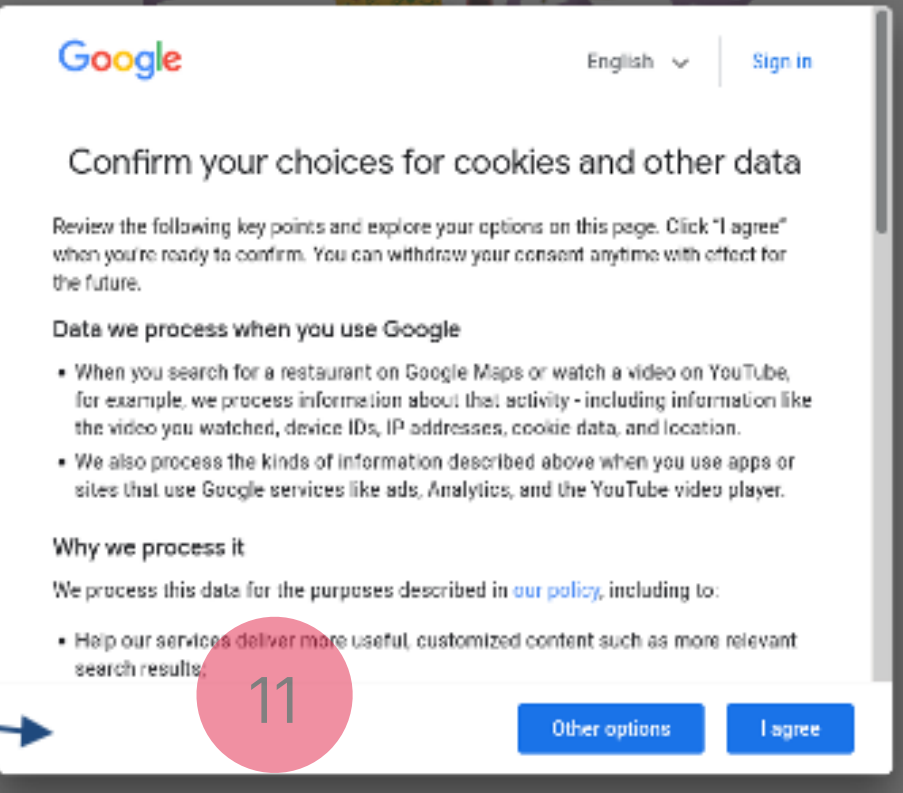 Google
English
Sign in
Confirm your choices for cookies and other data
Review the following key points and explore your options on this page. Click "I agree"
when you're ready to confirm. You can withdraw your consent anytime with effect for
the future.
Data we process when you use Google
• When you search for a restaurant on Google Maps or watch a video on YouTube,
for example, we process information about that activity - including information like
the video you watched, device IDs, IP addresses, cookie data, and location.
• We also process the kinds of information described above when you use apps or
sites that use Google services like ads, Analytics, and the YouTube video player.
Why we process it
We process this data for the purposes described in our policy, including to:
• Help our services deliver more useful, customized content such as more relevant
search results;
11
Other options
I agree